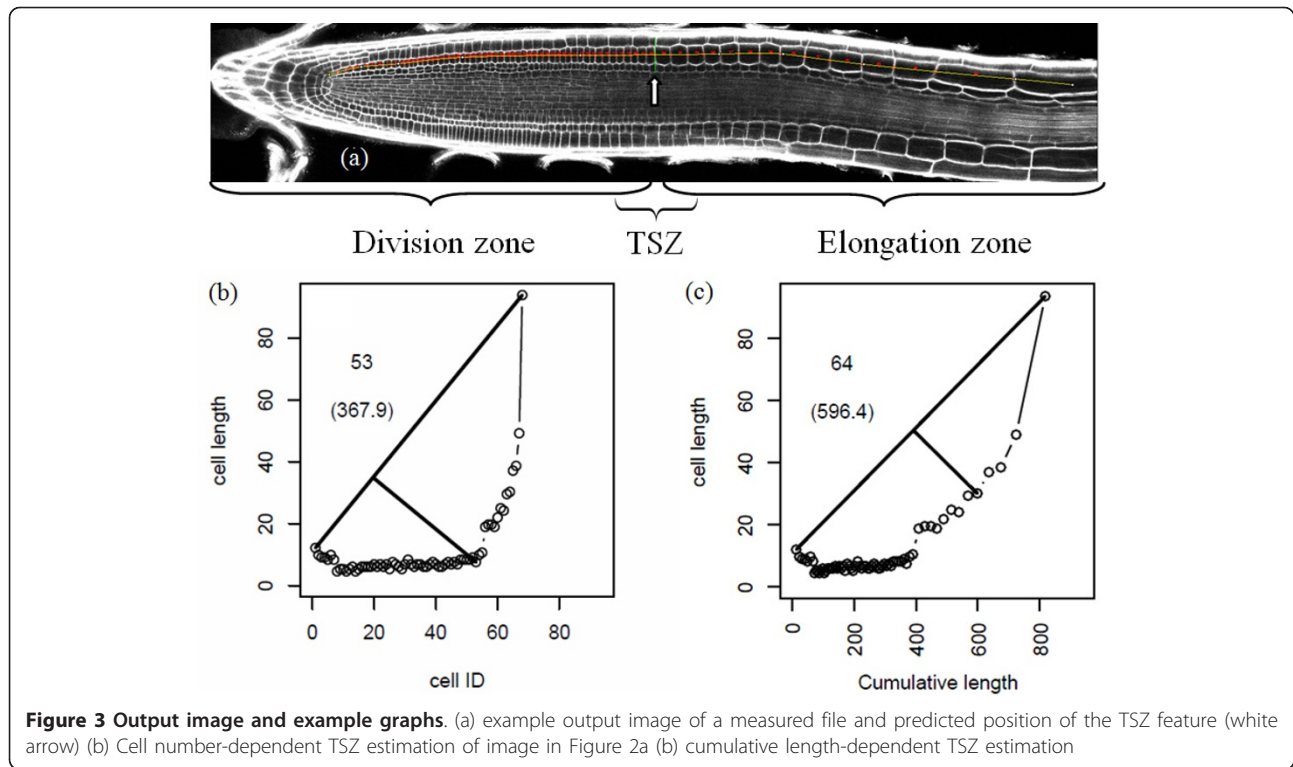 (a)
Division zone TSZ Elongation zone
(b)
cell length
0 20 40 60 80
53
(367.9)
0 20 40 60 80
cell ID
(c)
cell length
0 20 40 60 80
64
(596.4)
0 200 400 600 800
Cumulative length
Figure 3 Output image and example graphs. (a) example output image of a measured file and predicted position of the TSZ feature (white
arrow) (b) Cell number-dependent TSZ estimation of image in Figure 2a (b) cumulative length-dependent TSZ estimation